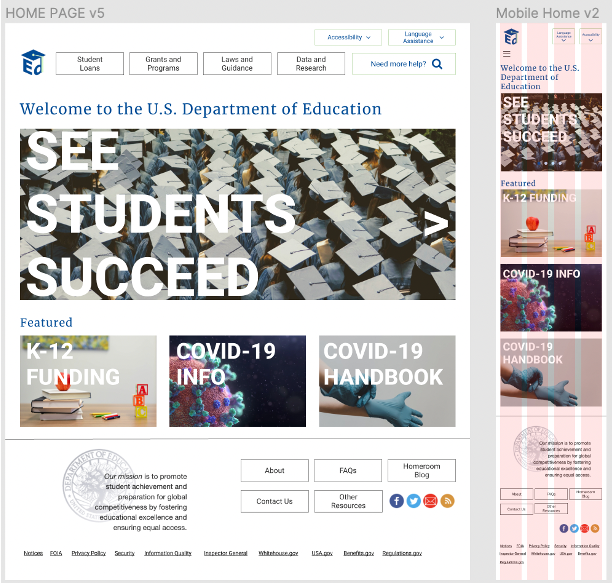 HOME PAGE v5
Accessibility
Language
Assistance
Ed
Student
Loans
Grants and
Programs
Laws and
Guidance
Data and
Research
Need more help?
Welcome to the U.S. Department of Education
SEE
STUDENTS
SUCCEED
>
Featured
K-12
FUNDING
COVID-19
INFO
COVID-19
HANDBOOK
Our mission is to promote
student achievement and
preparation for global
competitiveness by fostering
educational excellence and
ensuring equal access.
About
FAQs
Homeroom
Blog
Contact Us
Other
Resources
Notices FOIA Privacy Policy Security Information Quality Inspector General Whitehouse.gov USA.gov Benefits.gov Regulations.gov
Mobile Home v2
Language
Assistance
Accessibility
Ed
Welcome to the U.S.
Department of
Education
SEE
STUDENTS
SUCCEED
Featured
K-12 FUNDING
COVID-19 INFO
COVID-19
HANDBOOK
Our mission is to promote
student achievement and
preparation for global
competitiveness by fostering
educational excellence and
ensuring equal access.
About
FAQs
Homeroom
Blog
Contact Us
Other
Resources
Notices FOIA Privacy Policy Security Information Quality
Inspector General Whitehouse.gov USA.gov Benefits.gov
Regulations.gov